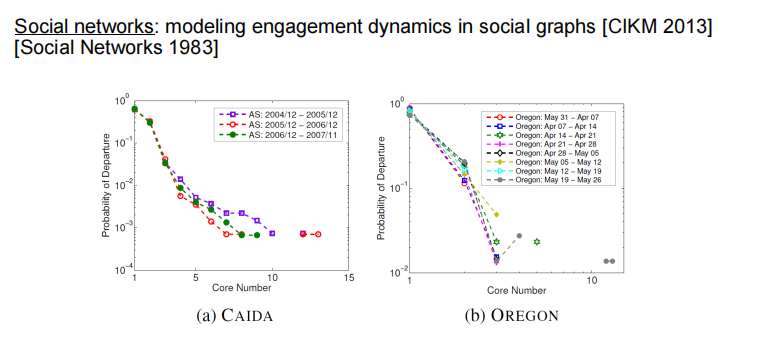 Social networks: modeling engagement dynamics in social graphs [CIKM 2013]
[Social Networks 1983]
10^0
10^-1
10^-2
10^-3
10^-4
Probability of Departure
AS: 2004/12 − 2005/12
AS: 2005/12 − 2006/12
AS: 2006/12 − 2007/11
1 5 10 15
Core Number
(a) CAIDA
10^0
10^-1
10^-2
Probability of Departure
Oregon: May 31 − Apr 07
Oregon: Apr 07 − Apr 14
Oregon: Apr 14 − Apr 21
Oregon: Apr 21 − Apr 28
Oregon: Apr 28 − May 05
Oregon: May 05 − May 12
Oregon: May 12 − May 19
Oregon: May 19 − May 26
1 10
Core Number
(b) OREGON